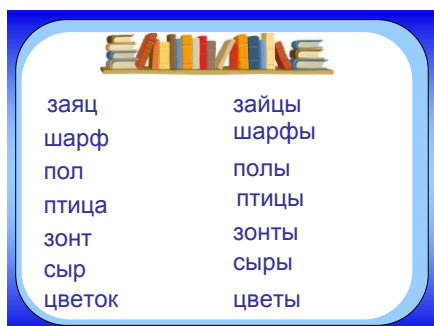 заяц зайцы
шарф шарфы
пол полы
птица птицы
зонт зонты
сыр сыры
цветок цветы